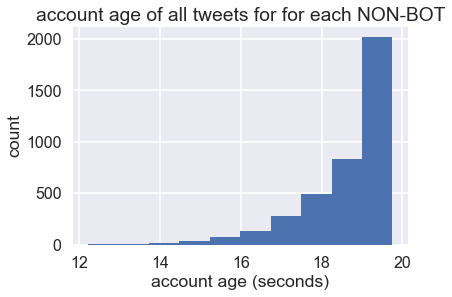 account age of all tweets for for each NON-BOT
2000
1500
1000
500
0
12 14 16 18 20
count
account age (seconds)